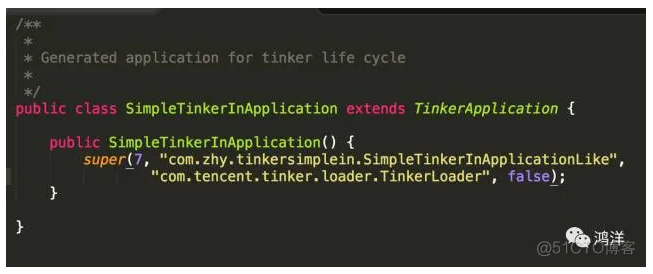 /**
 *
 * Generated application for tinker life cycle
 *
 */
public class SimpleTinkerInApplication extends TinkerApplication {
    public SimpleTinkerInApplication() {
        super(7, "com.zhy.tinkersimplein.SimpleTinkerInApplicationLike",
                "com.tencent.tinker.loader.TinkerLoader", false);
    }
}
鸿洋
@51CTO博客